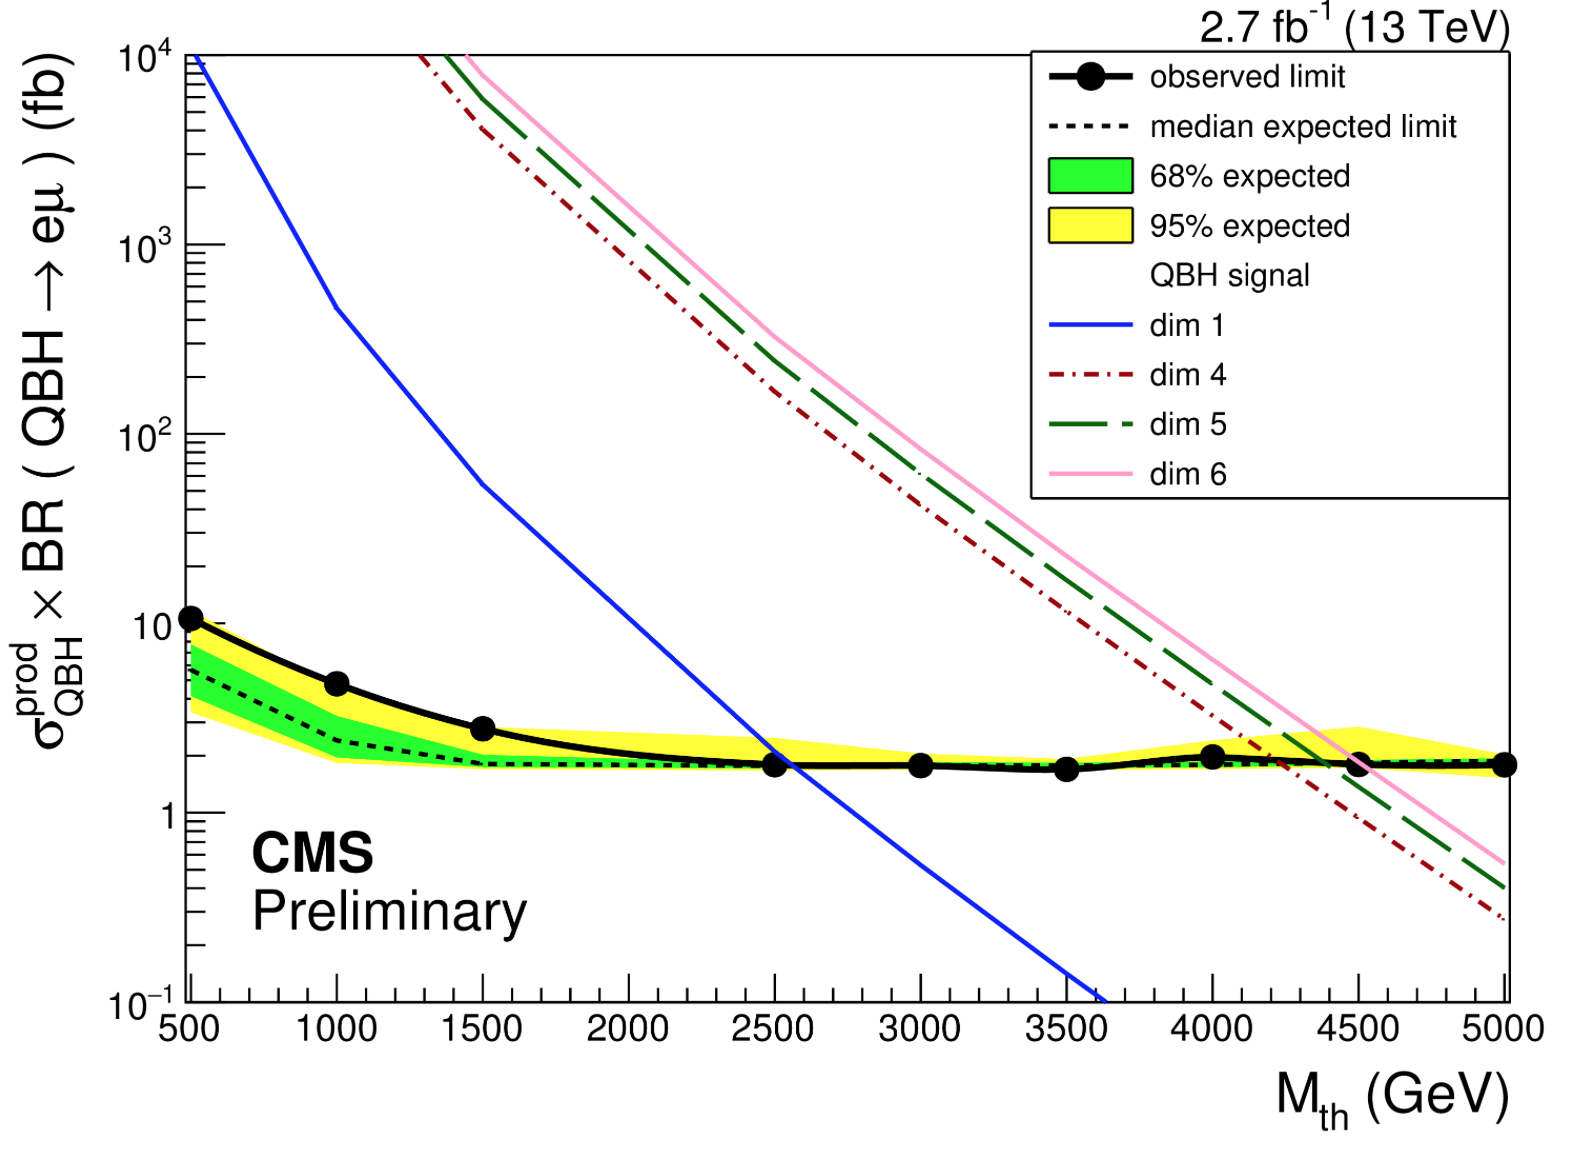 2.7 fb⁻¹ (13 TeV)
σ^prod_QBH × BR ( QBH → eμ ) (fb)
10⁴
10³
10²
10
1
10⁻¹
observed limit
median expected limit
68% expected
95% expected
QBH signal
dim 1
dim 4
dim 5
dim 6
CMS
Preliminary
500 1000 1500 2000 2500 3000 3500 4000 4500 5000
M_th (GeV)